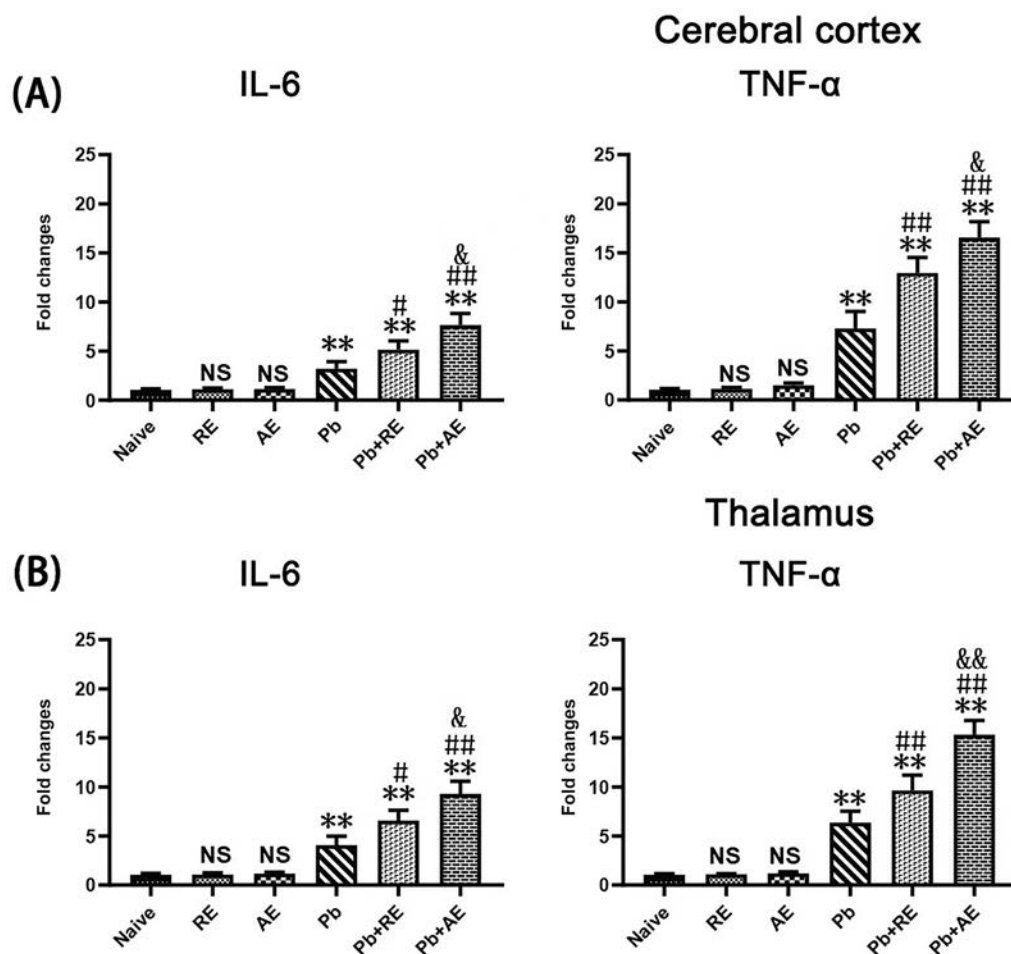 Cerebral cortex
(A)
IL-6
TNF-α
Fold changes
25
20
15
10
5
0
NS
NS
**
#
**
&
##
**
Naive
RE
AE
Pb
Pb+RE
Pb+AE
Fold changes
25
20
15
10
5
0
NS
NS
**
##
**
&
##
**
Naive
RE
AE
Pb
Pb+RE
Pb+AE
Thalamus
(B)
IL-6
TNF-α
Fold changes
25
20
15
10
5
0
NS
NS
**
#
**
&
##
**
Naive
RE
AE
Pb
Pb+RE
Pb+AE
Fold changes
25
20
15
10
5
0
NS
NS
**
##
**
&&
##
**
Naive
RE
AE
Pb
Pb+RE
Pb+AE